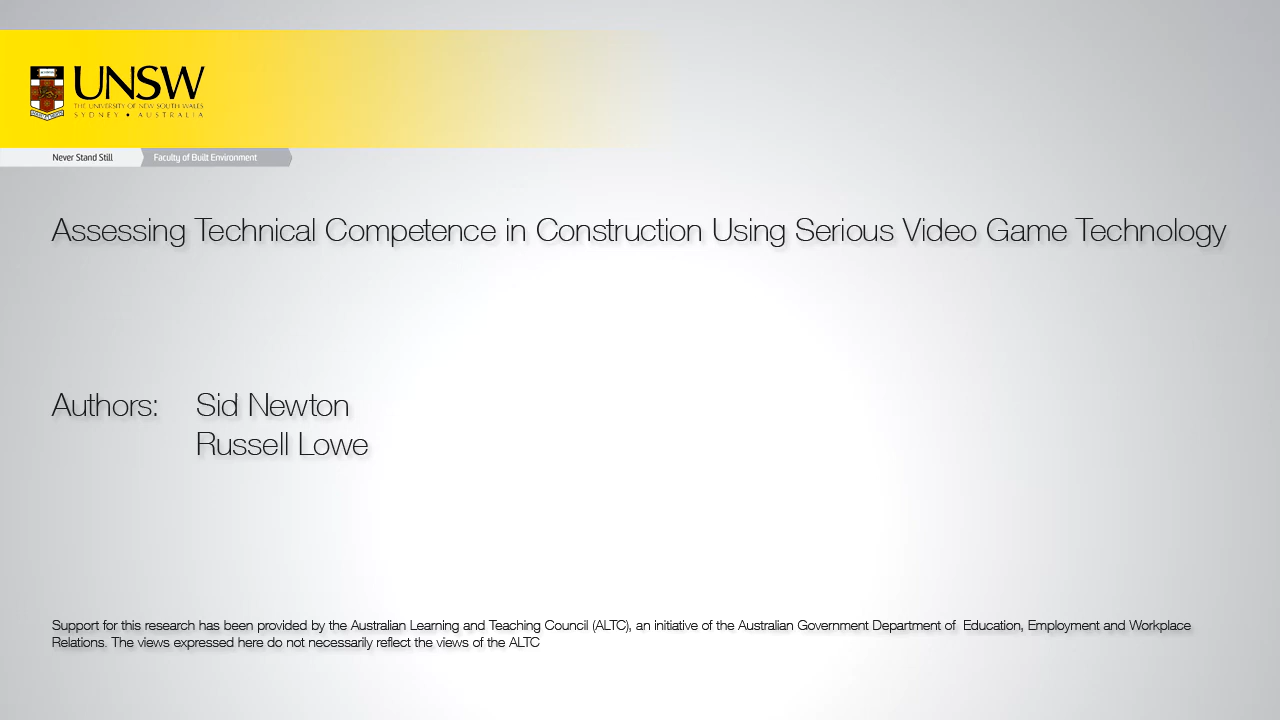 UNSW
THE UNIVERSITY OF NEW SOUTH WALES
SYDNEY • AUSTRALIA
Never Stand Still
Faculty of Built Environment
Assessing Technical Competence in Construction Using Serious Video Game Technology
Authors: Sid Newton
Russell Lowe
Support for this research has been provided by the Australian Learning and Teaching Council (ALTC), an initiative of the Australian Government Department of Education, Employment and Workplace
Relations. The views expressed here do not necessarily reflect the views of the ALTC